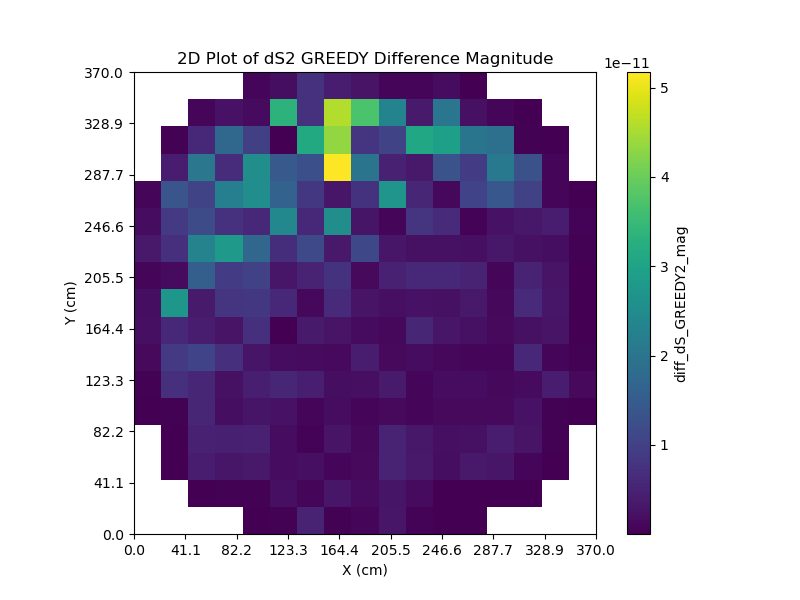 2D Plot of dS2 GREEDY Difference Magnitude
1e−11
370.0
328.9
287.7
246.6
205.5
164.4
123.3
82.2
41.1
0.0
Y (cm)
0.0 41.1 82.2 123.3 164.4 205.5 246.6 287.7 328.9 370.0
X (cm)
5
4
3
2
1
diff_dS_GREEDY2_mag